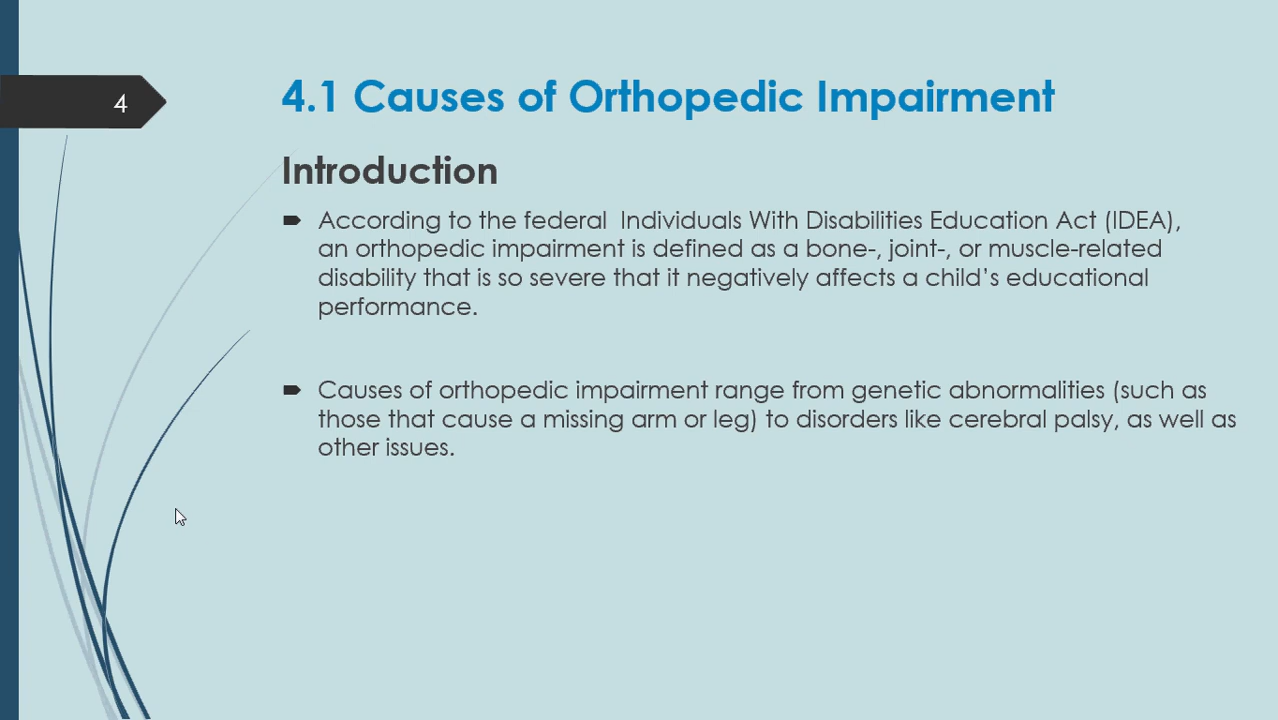 4
4.1 Causes of Orthopedic Impairment
Introduction
According to the federal  Individuals With Disabilities Education Act (IDEA),
an orthopedic impairment is defined as a bone-, joint-, or muscle-related
disability that is so severe that it negatively affects a child’s educational
performance.
Causes of orthopedic impairment range from genetic abnormalities (such as
those that cause a missing arm or leg) to disorders like cerebral palsy, as well as
other issues.